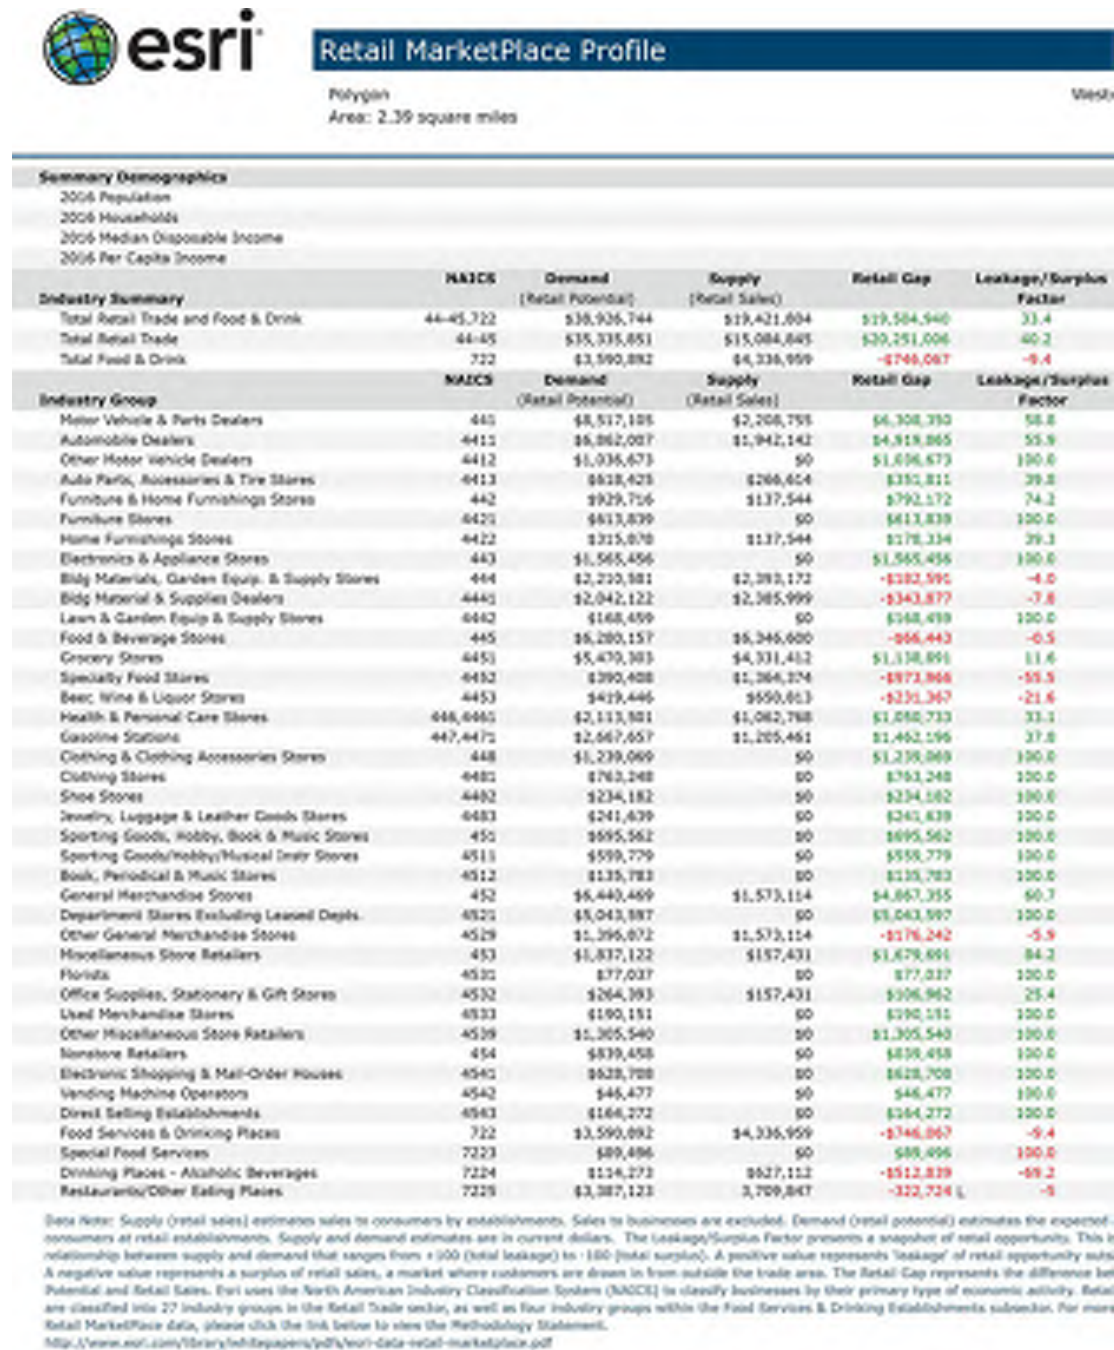 esri
Retail MarketPlace Profile
Polygon
Area: 2.39 square miles
Summary Demographics
2016 Population
2016 Households
2016 Median Disposable Income
2016 Per Capita Income
NAICS Demand Supply Retail Gap Leakage/Surplus
Industry Summary (Retail Potential) (Retail Sales) Factor
Total Retail Trade and Food & Drink 44-45,722 $38,926,744 $19,421,804 $19,504,940 33.4
Total Retail Trade 44-45 $35,335,851 $15,084,845 $20,251,006 40.2
Total Food & Drink 722 $3,590,892 $4,336,959 -$746,067 -9.4
NAICS Demand Supply Retail Gap Leakage/Surplus
Industry Group (Retail Potential) (Retail Sales) Factor
Motor Vehicle & Parts Dealers 441 $8,517,105 $2,208,755 $6,308,350 58.8
Automobile Dealers 4411 $6,862,007 $1,942,142 $4,919,865 55.9
Other Motor Vehicle Dealers 4412 $1,036,673 $0 $1,036,673 100.0
Auto Parts, Accessories & Tire Stores 4413 $618,425 $266,614 $351,811 39.8
Furniture & Home Furnishings Stores 442 $929,716 $137,544 $792,172 74.2
Furniture Stores 4421 $613,839 $0 $613,839 100.0
Home Furnishings Stores 4422 $315,878 $137,544 $178,334 39.3
Electronics & Appliance Stores 443 $1,565,456 $0 $1,565,456 100.0
Bldg Materials, Garden Equip. & Supply Stores 444 $2,210,581 $2,393,172 -$182,591 -4.0
Bldg Material & Supplies Dealers 4441 $2,042,122 $2,385,999 -$343,877 -7.8
Lawn & Garden Equip & Supply Stores 4442 $168,459 $0 $168,459 100.0
Food & Beverage Stores 445 $6,280,157 $6,346,600 -$66,443 -0.5
Grocery Stores 4451 $5,470,303 $4,331,412 $1,138,891 11.6
Specialty Food Stores 4452 $390,408 $1,364,374 -$973,966 -55.5
Beer, Wine & Liquor Stores 4453 $419,446 $650,813 -$231,367 -21.6
Health & Personal Care Stores 446,4461 $2,113,501 $1,062,768 $1,050,733 33.1
Gasoline Stations 447,4471 $2,667,657 $1,205,461 $1,462,196 37.8
Clothing & Clothing Accessories Stores 448 $1,239,069 $0 $1,239,069 100.0
Clothing Stores 4481 $763,248 $0 $763,248 100.0
Shoe Stores 4482 $234,182 $0 $234,182 100.0
Jewelry, Luggage & Leather Goods Stores 4483 $241,639 $0 $241,639 100.0
Sporting Goods, Hobby, Book & Music Stores 451 $695,562 $0 $695,562 100.0
Sporting Goods/Hobby/Musical Instr Stores 4511 $559,779 $0 $559,779 100.0
Book, Periodical & Music Stores 4512 $135,783 $0 $135,783 100.0
General Merchandise Stores 452 $6,440,469 $1,573,114 $4,867,355 60.7
Department Stores Excluding Leased Depts. 4521 $5,043,597 $0 $5,043,597 100.0
Other General Merchandise Stores 4529 $1,396,872 $1,573,114 -$176,242 -5.9
Miscellaneous Store Retailers 453 $1,837,122 $157,431 $1,679,691 84.2
Florists 4531 $77,037 $0 $77,037 100.0
Office Supplies, Stationery & Gift Stores 4532 $264,393 $157,431 $106,962 25.4
Used Merchandise Stores 4533 $190,151 $0 $190,151 100.0
Other Miscellaneous Store Retailers 4539 $1,305,540 $0 $1,305,540 100.0
Nonstore Retailers 454 $839,458 $0 $839,458 100.0
Electronic Shopping & Mail-Order Houses 4541 $628,708 $0 $628,708 100.0
Vending Machine Operators 4542 $46,477 $0 $46,477 100.0
Direct Selling Establishments 4543 $164,272 $0 $164,272 100.0
Food Services & Drinking Places 722 $3,590,892 $4,336,959 -$746,067 -9.4
Special Food Services 7223 $89,496 $0 $89,496 100.0
Drinking Places - Alcoholic Beverages 7224 $114,273 $627,112 -$512,839 -69.2
Restaurants/Other Eating Places 7225 $3,387,123 3,709,847 -322,724 -5
Data Note: Supply (retail sales) estimates sales to consumers by establishments. Sales to businesses are excluded. Demand (retail potential) estimates the expected
consumers at retail establishments. Supply and demand estimates are in current dollars. The Leakage/Surplus Factor presents a snapshot of retail opportunity. This is
relationship between supply and demand that ranges from +100 (total leakage) to -100 (total surplus). A positive value represents 'leakage' of retail opportunity
A negative value represents a surplus of retail sales, a market where customers are drawn in from outside the trade area. The Retail Gap represents the difference
Potential and Retail Sales. Esri uses the North American Industry Classification System (NAICS) to classify businesses by their primary type of economic activity.
are classified into 27 industry groups in the Retail Trade sector, as well as four industry groups within the Food Services & Drinking Establishments subsector. For more
Retail MarketPlace data, please click the link below to view the Methodology Statement.
http://www.esri.com/library/whitepapers/pdfs/esri-data-retail-marketplace.pdf